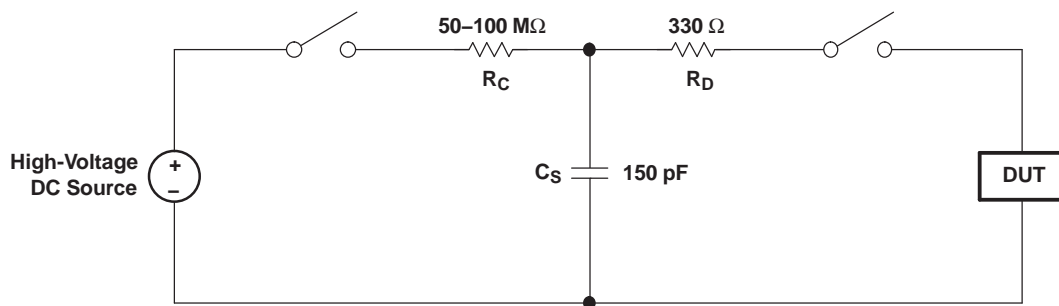 50–100 MΩ
330 Ω
R_C
R_D
High-Voltage
DC Source
+
–
C_S
150 pF
DUT